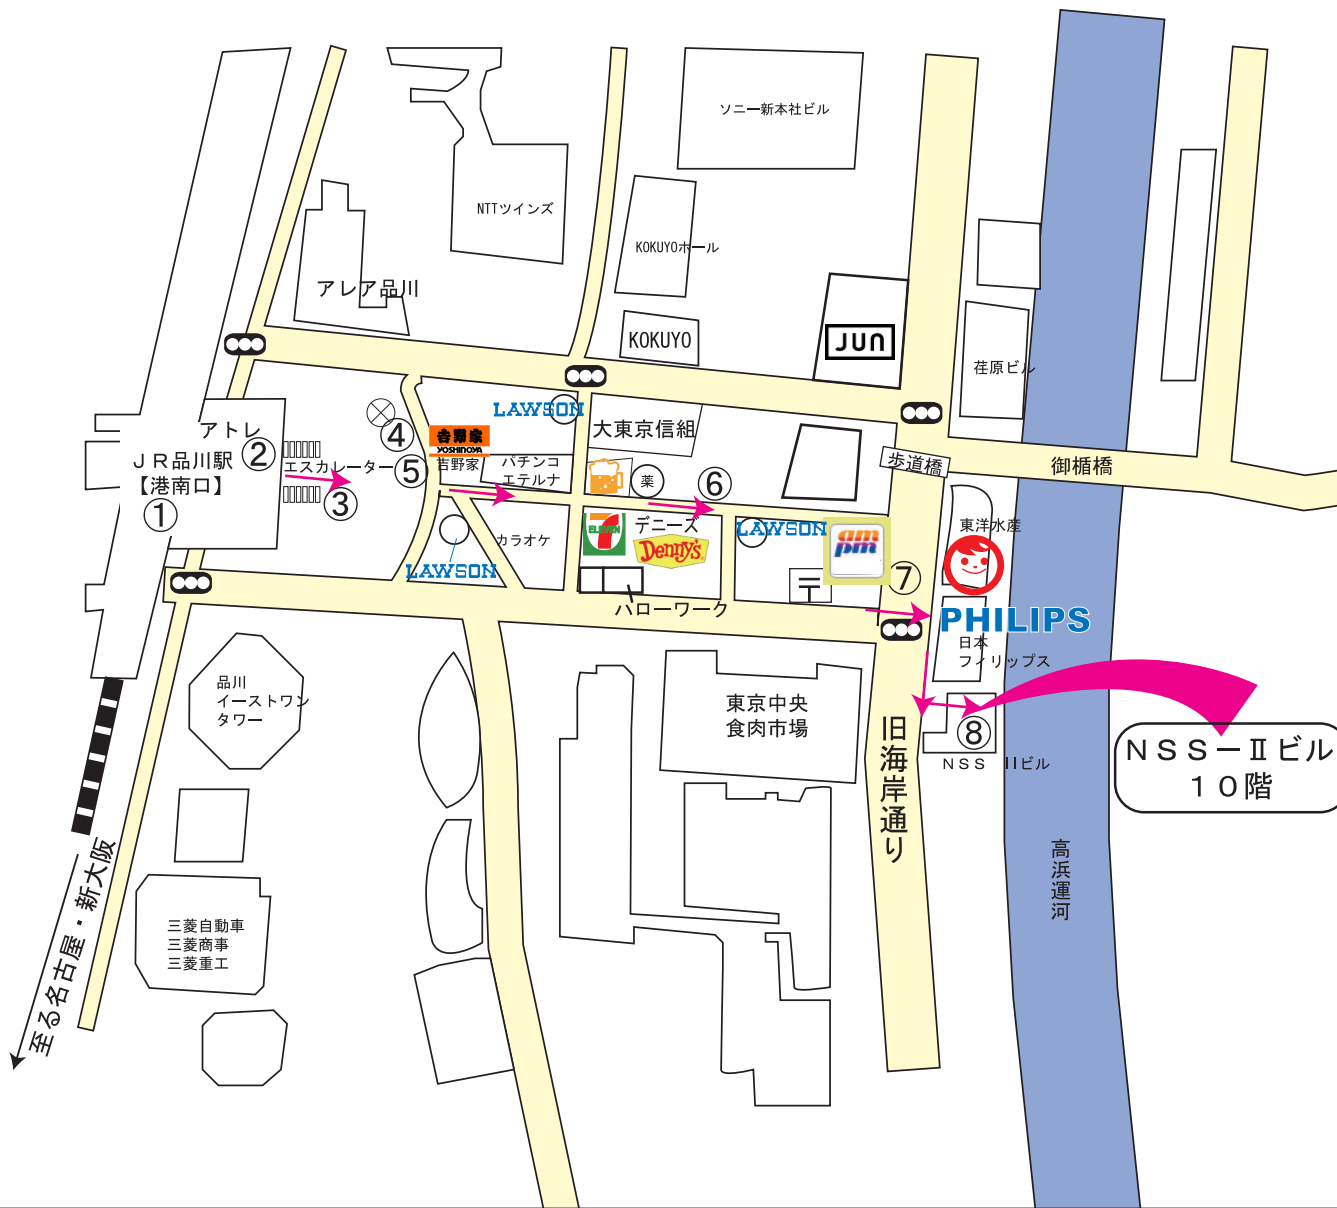 ソニー新本社ビル
NTTツインズ
KOKUYOホール
アレア品川
KOKUYO
JUN
荏原ビル
LAWSON
大東京信組
アトレ
②
④
吉野家
YOSHINOYA
吉野家
パチンコ
エテルナ
歩道橋
御楯橋
JR品川駅
【港南口】
エスカレーター
⑤
③
①
薬
⑥
LAWSON
カラオケ
7
ELEVEN
デニーズ
Denny's
LAWSON
am
pm
〒
⑦
東洋水産
ハローワーク
PHILIPS
日本
フィリップス
品川
イーストワン
タワー
東京中央
食肉市場
旧海岸通り
⑧
NSS IIビル
NSS－Ⅱビル
10階
高浜運河
三菱自動車
三菱商事
三菱重工
至る名古屋・新大阪